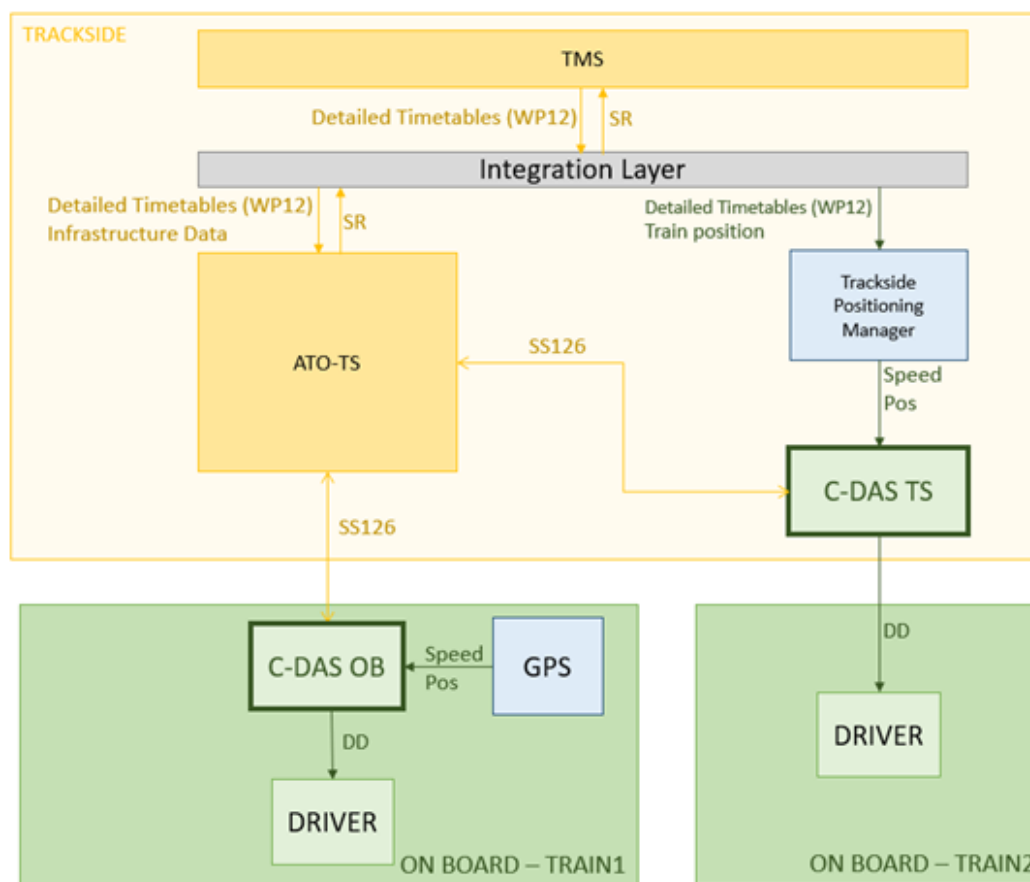 TRACKSIDE
TMS
Detailed Timetables (WP12)
SR
Integration Layer
Detailed Timetables (WP12)
Infrastructure Data
SR
Detailed Timetables (WP12)
Train position
Trackside
Positioning
Manager
ATO-TS
SS126
Speed
Pos
C-DAS TS
SS126
DD
C-DAS OB
Speed
Pos
GPS
DD
DRIVER
DRIVER
ON BOARD – TRAIN1
ON BOARD – TRAIN2